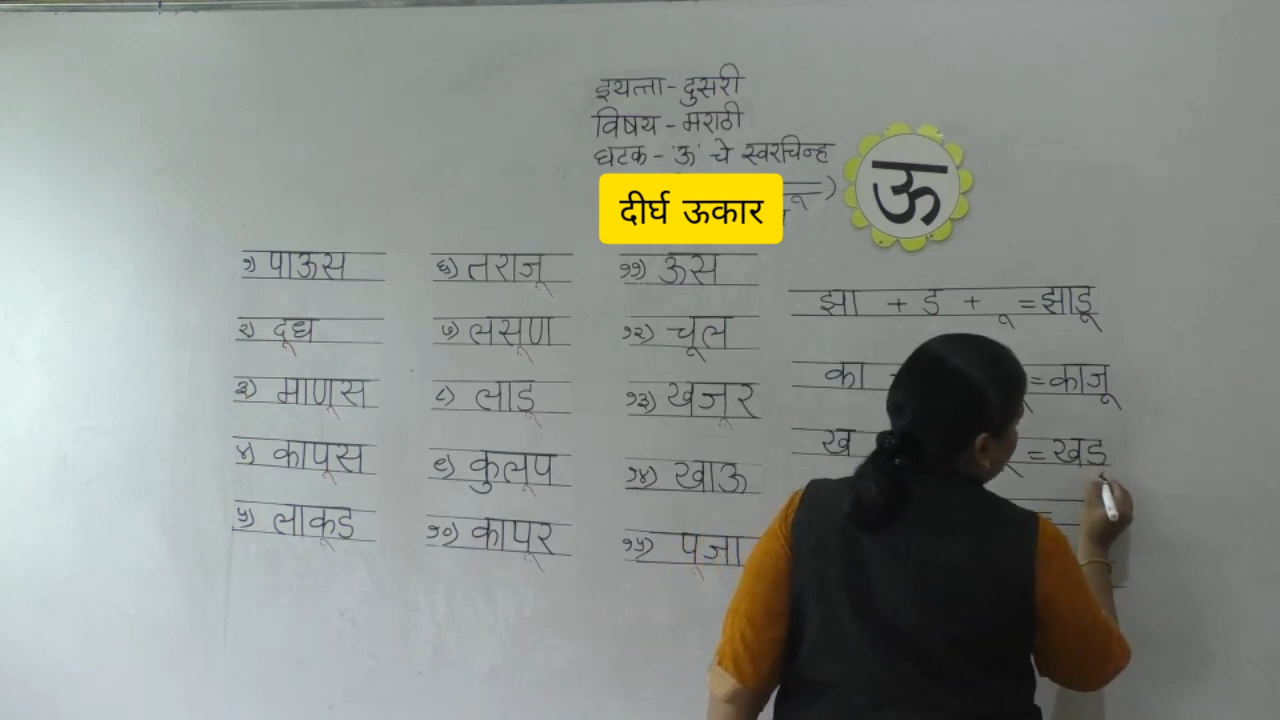 इयत्ता - दुसरी
विषय - मराठी
घटक - 'ऊ' चे स्वरचिन्ह
दीर्घ ऊकार
ऊ
१) पाऊस
२) दूध
३) माणूस
४) कापूस
५) लाकूड
६) तराजू
७) लसूण
८) लाडू
९) कुलूप
१०) कापूर
११) ऊस
१२) चूल
१३) खजूर
१४) खाऊ
१५) पूजा
झा + ड + ू = झाडू
का = काजू
ख = खड